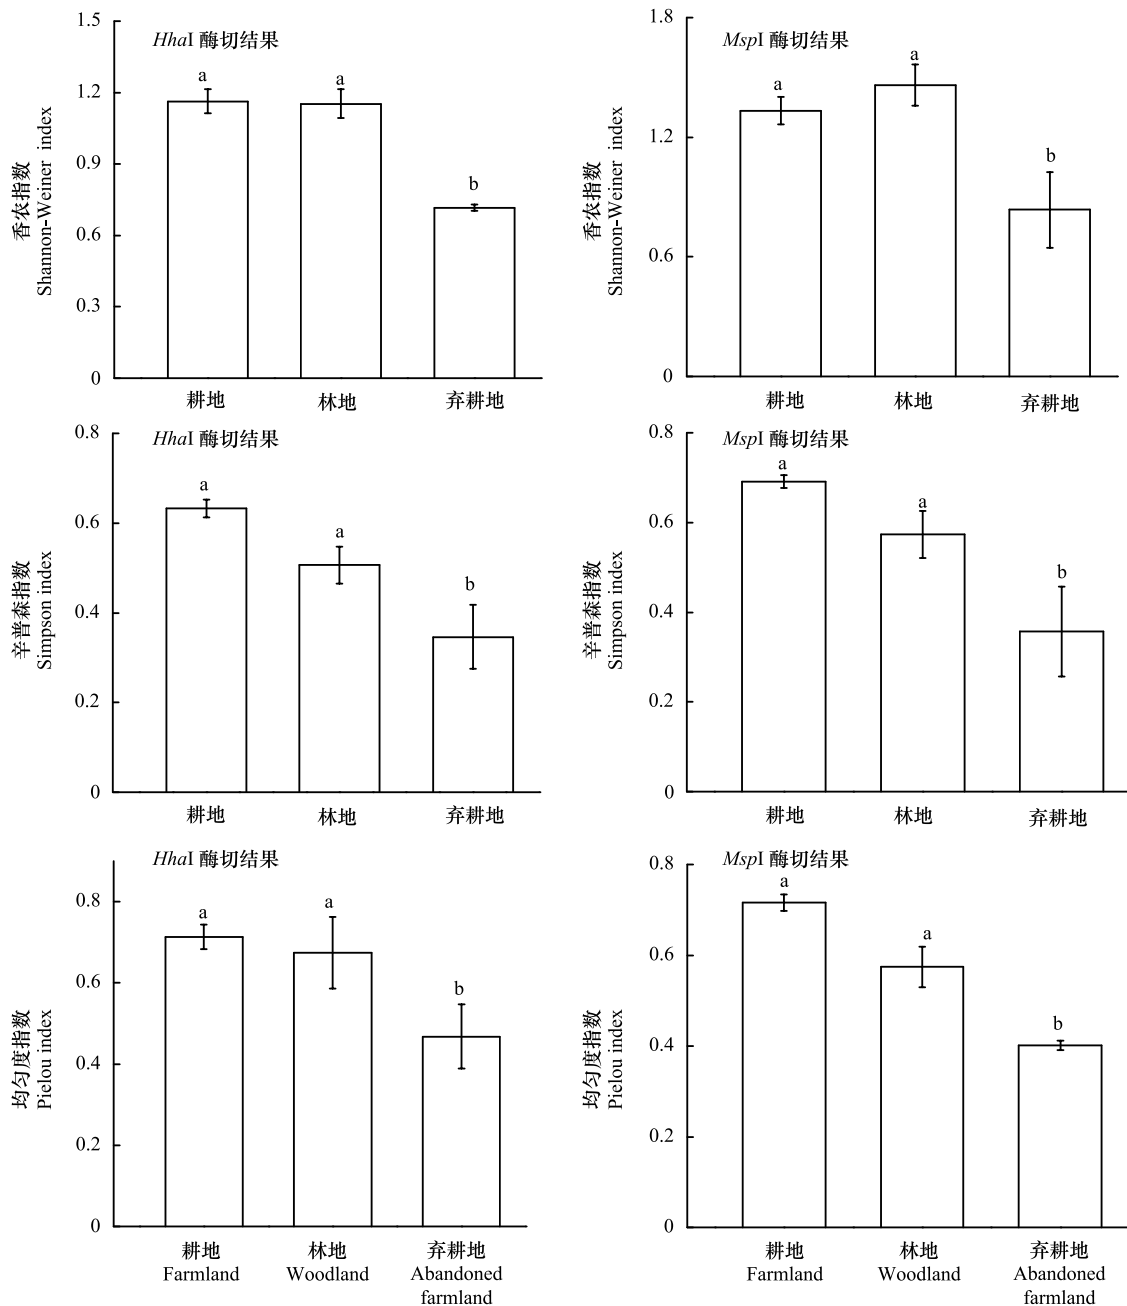 HhaI 酶切结果
香农指数
Shannon-Weiner index
1.5
1.2
0.9
0.6
0.3
0
a
a
b
耕地
林地
弃耕地
MspI 酶切结果
香农指数
Shannon-Weiner index
1.8
1.2
0.6
0
a
a
b
耕地
林地
弃耕地
HhaI 酶切结果
辛普森指数
Simpson index
0.8
0.6
0.4
0.2
0
a
a
b
耕地
林地
弃耕地
MspI 酶切结果
辛普森指数
Simpson index
0.8
0.6
0.4
0.2
0
a
a
b
耕地
林地
弃耕地
HhaI 酶切结果
均匀度指数
Pielou index
0.8
0.6
0.4
0.2
0
a
a
b
耕地
Farmland
林地
Woodland
弃耕地
Abandoned
farmland
MspI 酶切结果
均匀度指数
Pielou index
0.8
0.6
0.4
0.2
0
a
a
b
耕地
Farmland
林地
Woodland
弃耕地
Abandoned
farmland